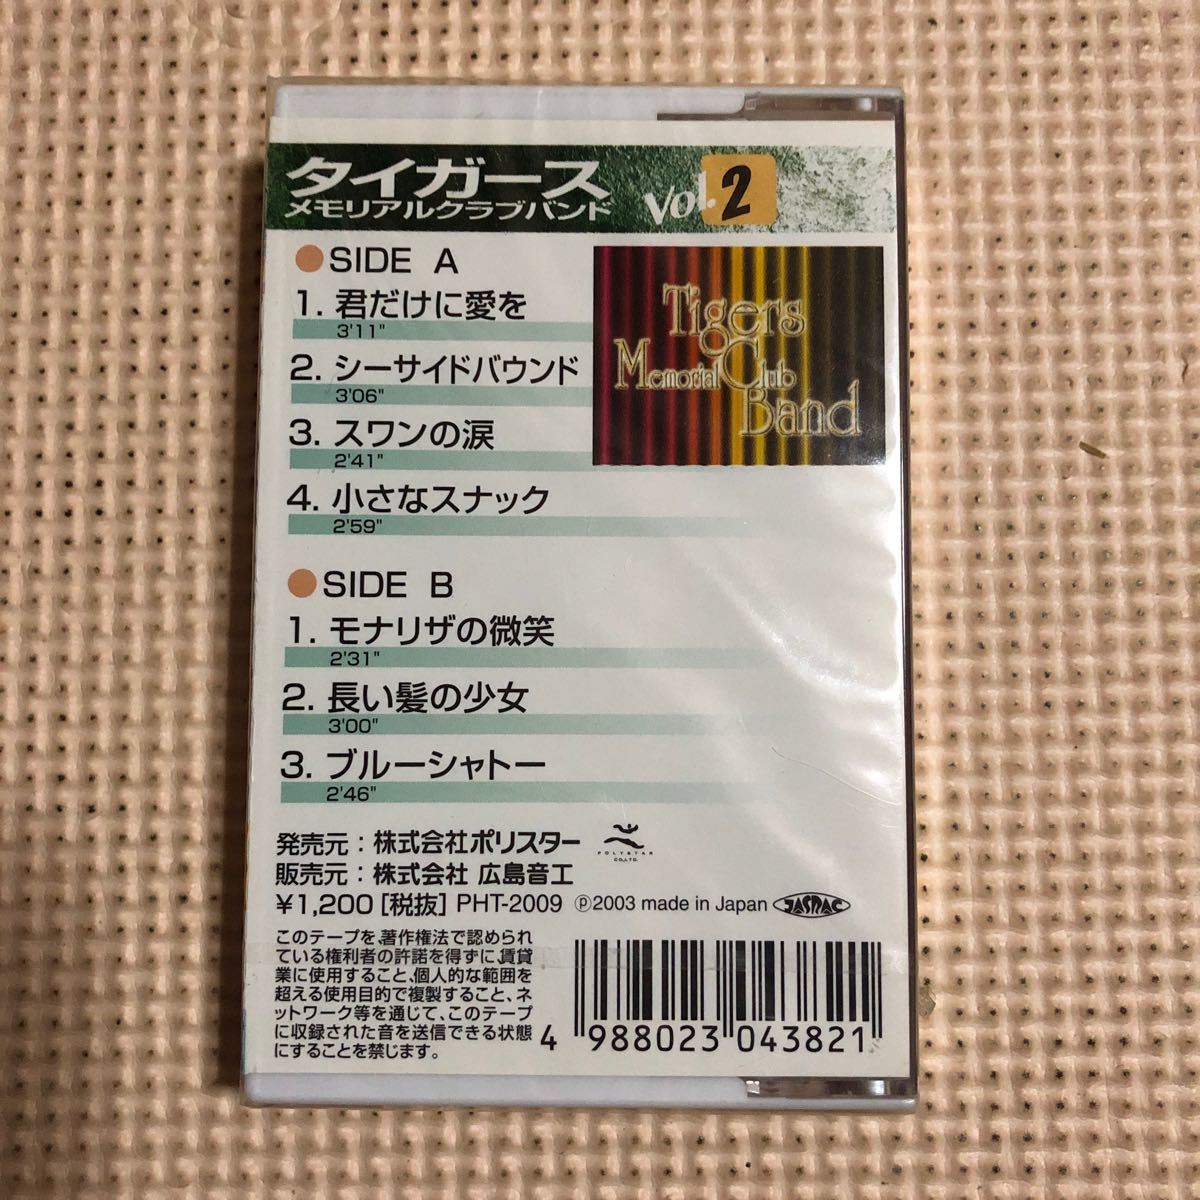 タイガース
メモリアルクラブバンド
Vol. 2
SIDE A
1. 君だけに愛を
3'11"
2. シーサイドバウンド
3'06"
3. スワンの涙
2'41"
4. 小さなスナック
2'59"
Tigers
Memorial Club
Band
SIDE B
1. モナリザの微笑
2'31"
2. 長い髪の少女
3'00"
3. ブルーシャトー
2'46"
発売元：株式会社ポリスター
POLYSTAR
CO.,LTD.
販売元：株式会社 広島音工
¥1,200[税抜] PHT-2009 ℗2003 made in Japan JASRAC
このテープを、著作権法で認められ
ている権利者の許諾を得ずに、賃貸
業に使用すること、個人的な範囲を
超える使用目的で複製すること、ネ
ットワーク等を通じて、このテープ
に収録された音を送信できる状態
にすることを禁じます。
4 988023 043821